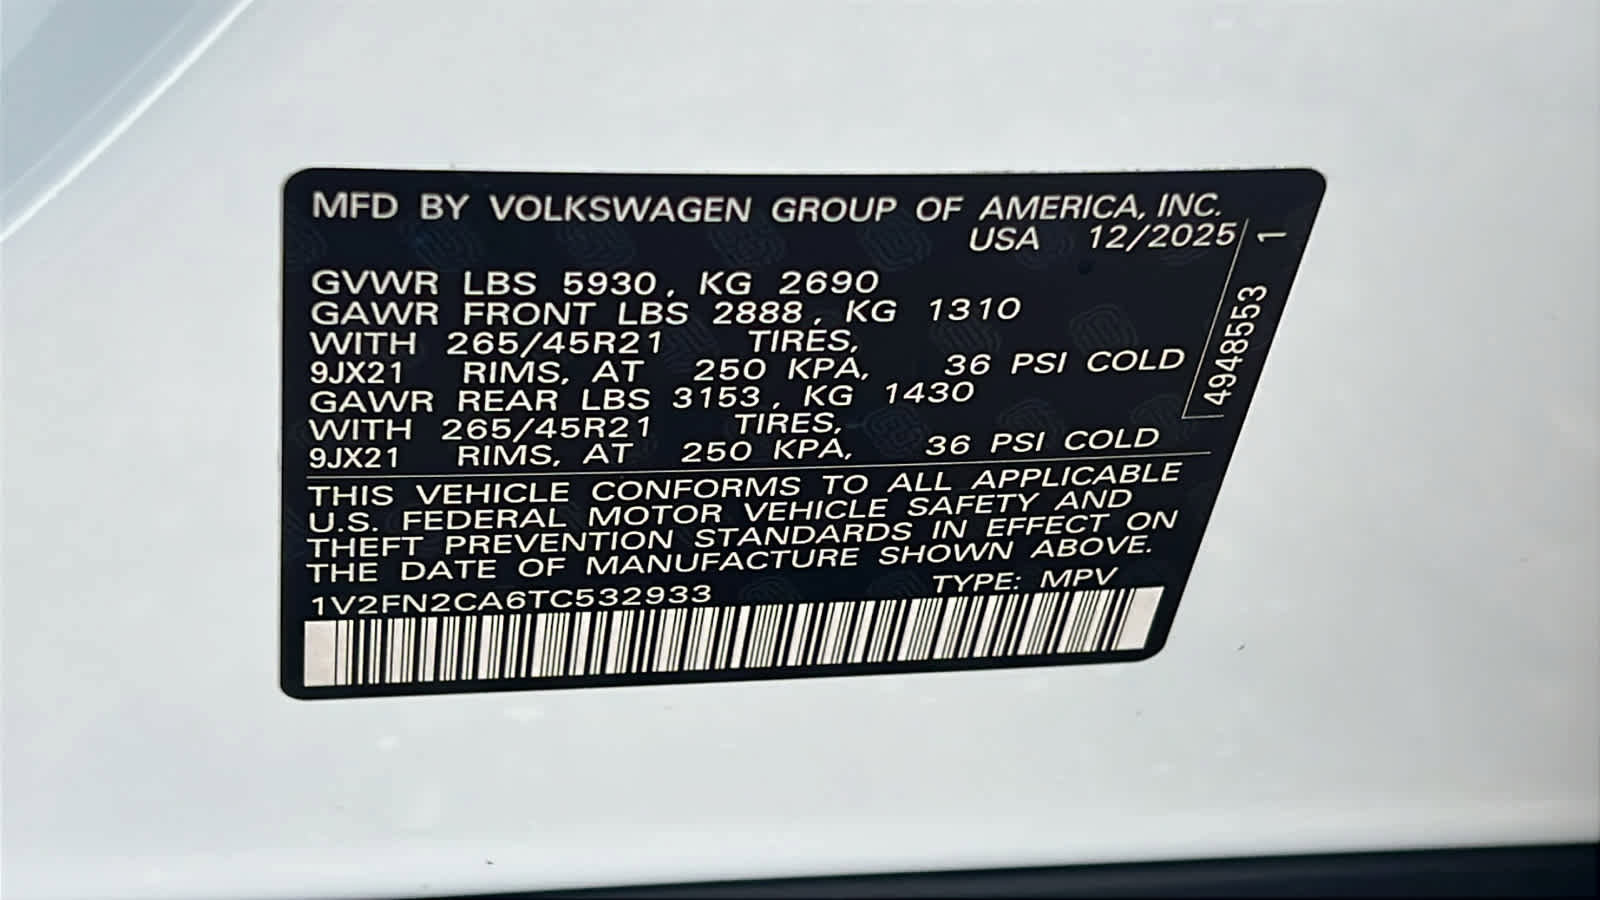 MFD BY VOLKSWAGEN GROUP OF AMERICA, INC.
USA 12/2025
GVWR LBS 5930, KG 2690
GAWR FRONT LBS 2888, KG 1310
WITH 265/45R21 TIRES,
9JX21 RIMS, AT 250 KPA, 36 PSI COLD
GAWR REAR LBS 3153, KG 1430
WITH 265/45R21 TIRES,
9JX21 RIMS, AT 250 KPA, 36 PSI COLD
THIS VEHICLE CONFORMS TO ALL APPLICABLE
U.S. FEDERAL MOTOR VEHICLE SAFETY AND
THEFT PREVENTION STANDARDS IN EFFECT ON
THE DATE OF MANUFACTURE SHOWN ABOVE.
1V2FN2CA6TC532933 TYPE: MPV
4948553 1